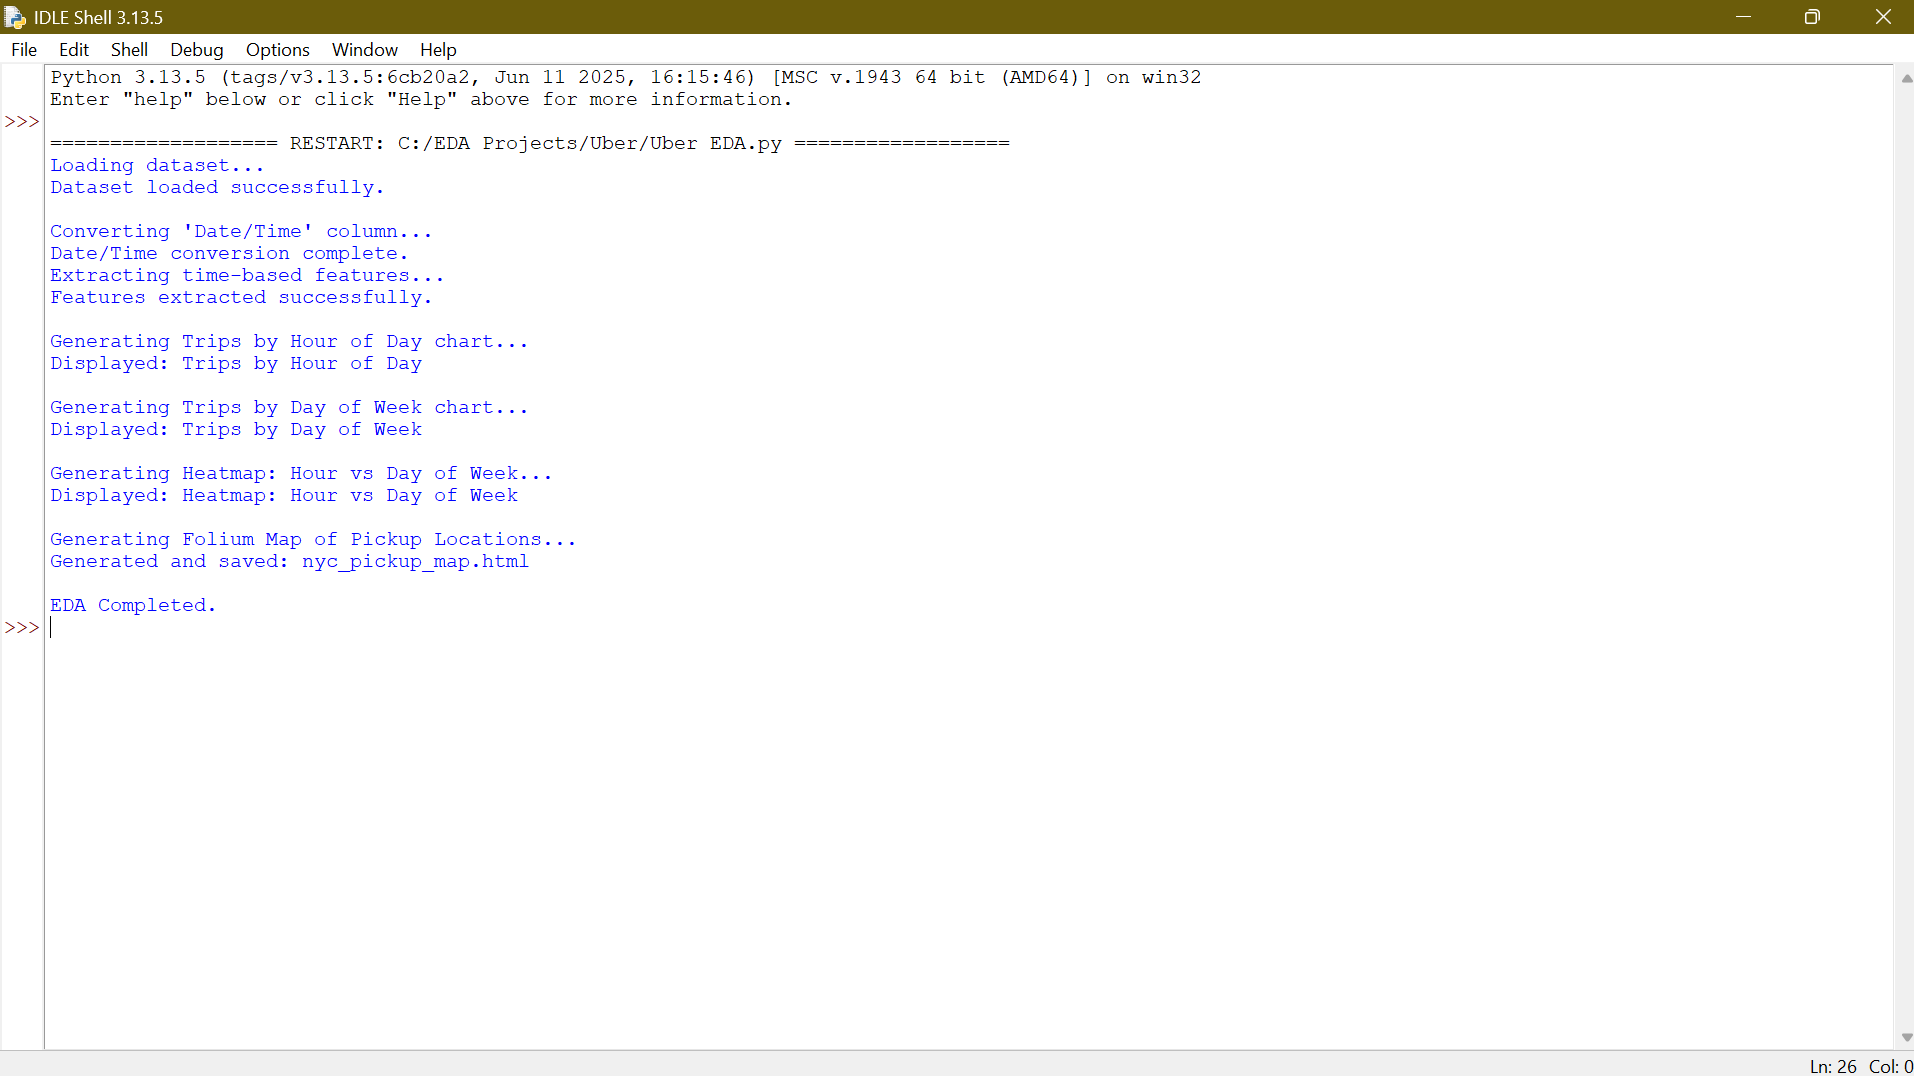 IDLE Shell 3.13.5
File Edit Shell Debug Options Window Help
Python 3.13.5 (tags/v3.13.5:6cb20a2, Jun 11 2025, 16:15:46) [MSC v.1943 64 bit (AMD64)] on win32
Enter "help" below or click "Help" above for more information.
>>>
=================== RESTART: C:/EDA Projects/Uber/Uber EDA.py ==================
Loading dataset...
Dataset loaded successfully.
Converting 'Date/Time' column...
Date/Time conversion complete.
Extracting time-based features...
Features extracted successfully.
Generating Trips by Hour of Day chart...
Displayed: Trips by Hour of Day
Generating Trips by Day of Week chart...
Displayed: Trips by Day of Week
Generating Heatmap: Hour vs Day of Week...
Displayed: Heatmap: Hour vs Day of Week
Generating Folium Map of Pickup Locations...
Generated and saved: nyc_pickup_map.html
EDA Completed.
>>>
Ln: 26 Col: 0